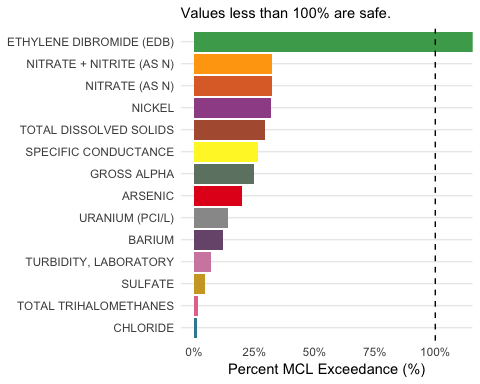 Values less than 100% are safe.
ETHYLENE DIBROMIDE (EDB)
NITRATE + NITRITE (AS N)
NITRATE (AS N)
NICKEL
TOTAL DISSOLVED SOLIDS
SPECIFIC CONDUCTANCE
GROSS ALPHA
ARSENIC
URANIUM (PCI/L)
BARIUM
TURBIDITY, LABORATORY
SULFATE
TOTAL TRIHALOMETHANES
CHLORIDE
0% 25% 50% 75% 100%
Percent MCL Exceedance (%)